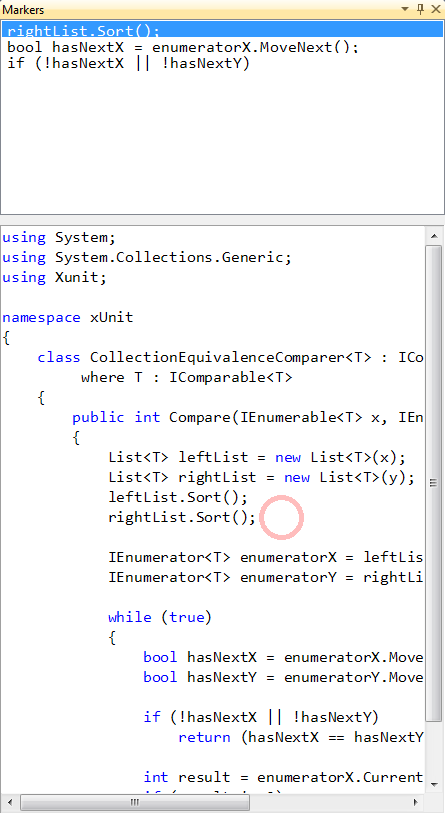 Markers
rightList.Sort();
bool hasNextX = enumeratorX.MoveNext();
if (!hasNextX || !hasNextY)
using System;
using System.Collections.Generic;
using Xunit;
namespace xUnit
{
class CollectionEquivalenceComparer<T> : ICo
where T : IComparable<T>
{
public int Compare(IEnumerable<T> x, IEn
{
List<T> leftList = new List<T>(x);
List<T> rightList = new List<T>(y);
leftList.Sort();
rightList.Sort();
IEnumerator<T> enumeratorX = leftLis
IEnumerator<T> enumeratorY = rightLi
while (true)
{
bool hasNextX = enumeratorX.Move
bool hasNextY = enumeratorY.Move
if (!hasNextX || !hasNextY)
return (hasNextX == hasNextY
int result = enumeratorX.Current